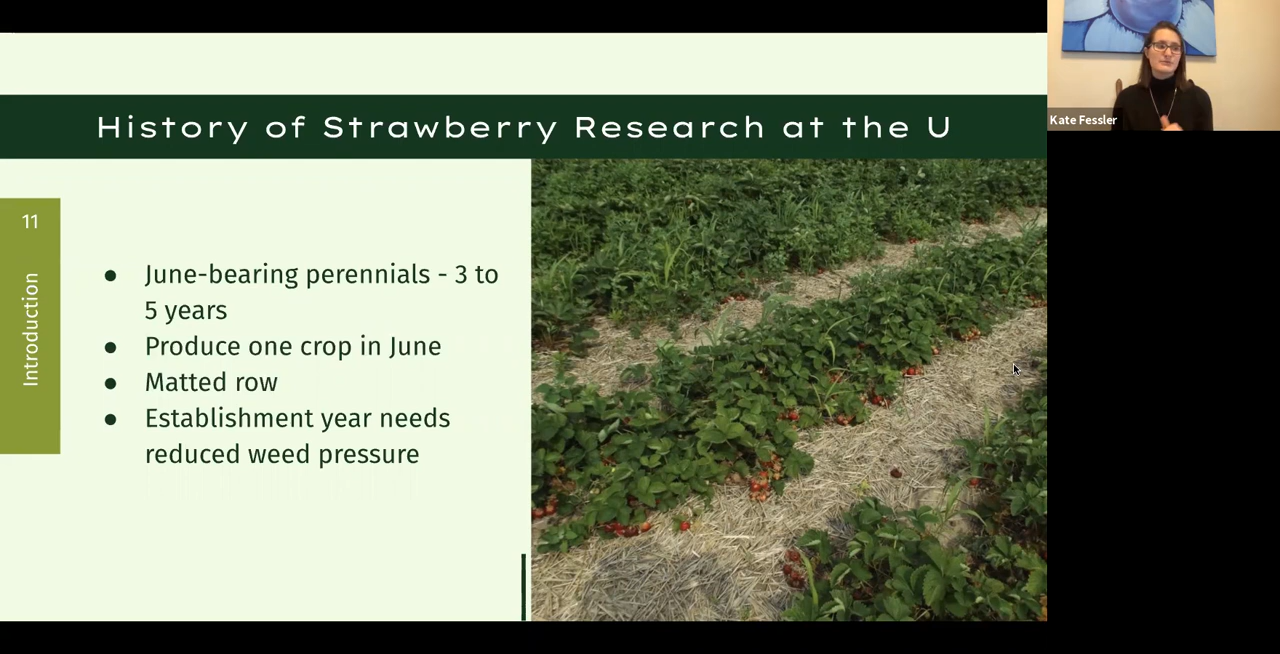 History of Strawberry Research at the U
Kate Fessler
11
Introduction
● June-bearing perennials - 3 to
5 years
● Produce one crop in June
● Matted row
● Establishment year needs
reduced weed pressure